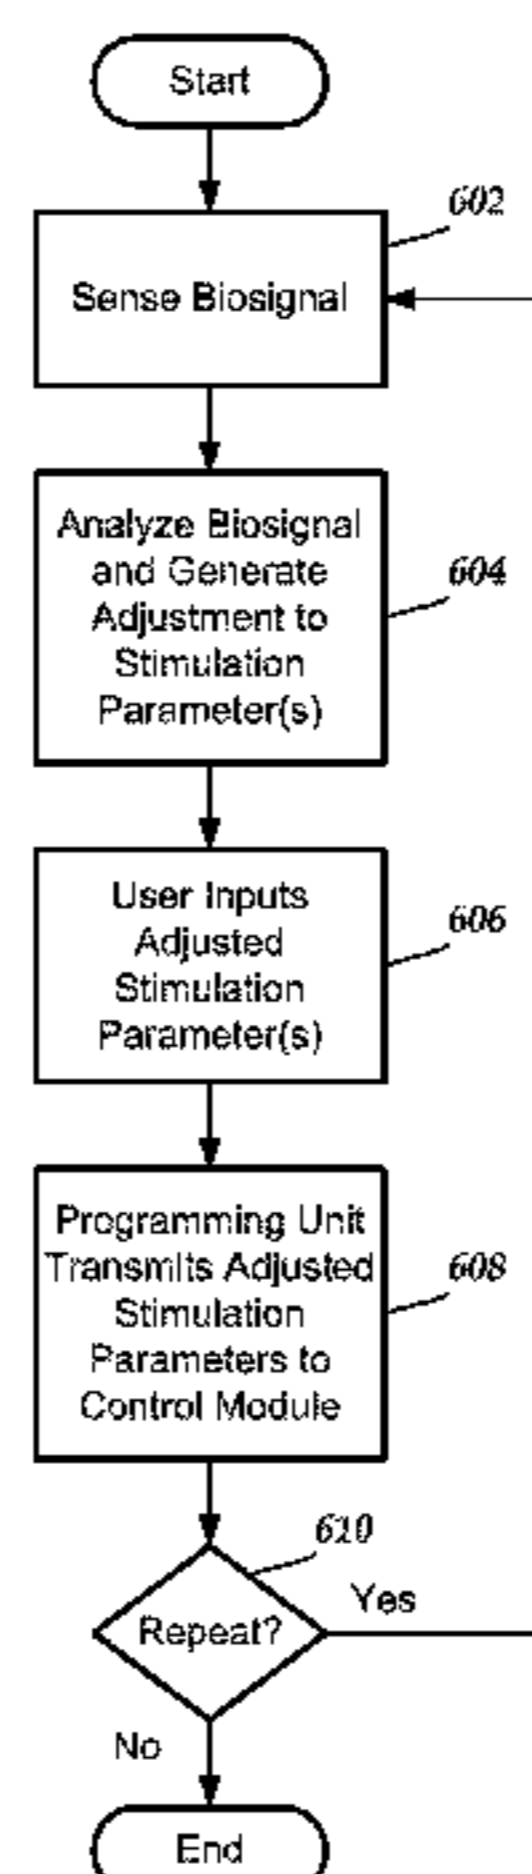 Start
602
Sense Biosignal
Analyze Biosignal
and Generate
Adjustment to
Stimulation
Parameter(s)
604
User Inputs
Adjusted
Stimulation
Parameter(s)
606
Programming Unit
Transmits Adjusted
Stimulation
Parameters to
Control Module
608
610
Repeat?
Yes
No
End